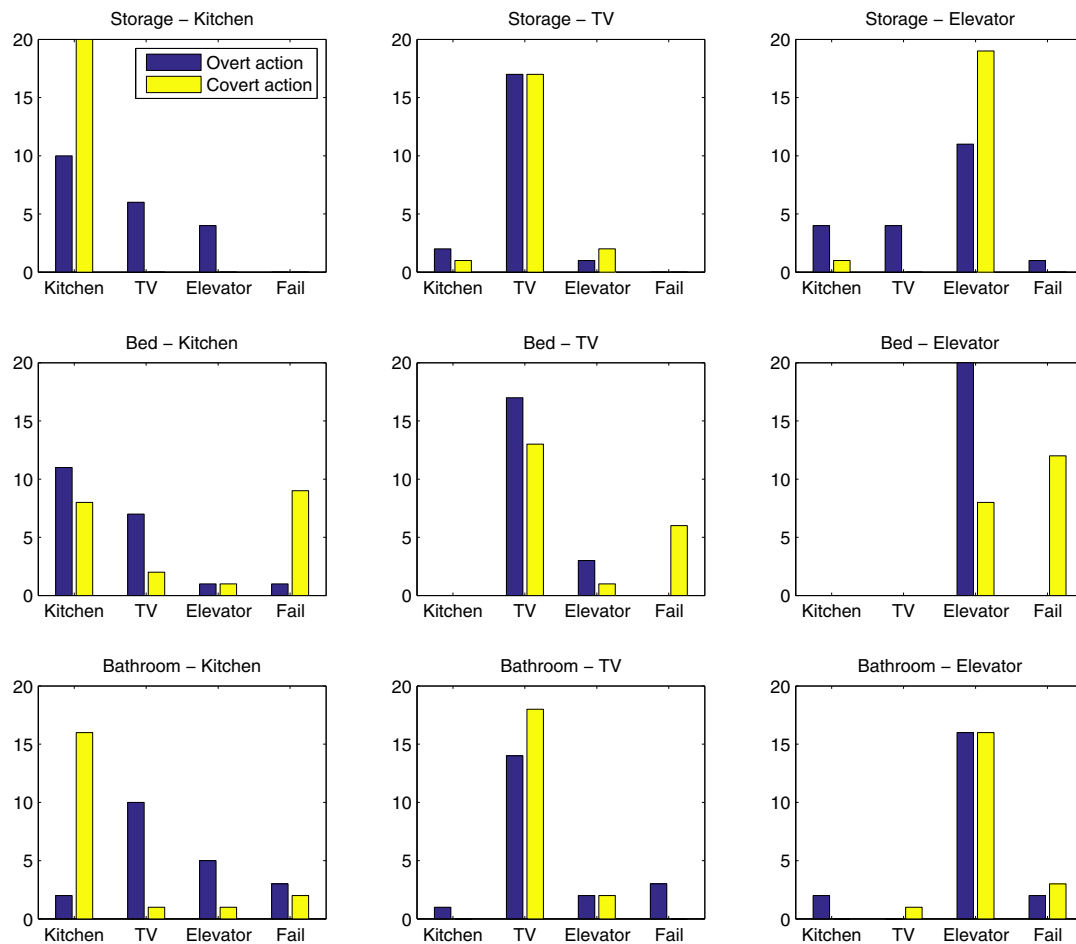 Storage – Kitchen
20
15
10
5
0
Kitchen TV Elevator Fail
Overt action
Covert action
Storage – TV
20
15
10
5
0
Kitchen TV Elevator Fail
Storage – Elevator
20
15
10
5
0
Kitchen TV Elevator Fail
Bed – Kitchen
20
15
10
5
0
Kitchen TV Elevator Fail
Bed – TV
20
15
10
5
0
Kitchen TV Elevator Fail
Bed – Elevator
20
15
10
5
0
Kitchen TV Elevator Fail
Bathroom – Kitchen
20
15
10
5
0
Kitchen TV Elevator Fail
Bathroom – TV
20
15
10
5
0
Kitchen TV Elevator Fail
Bathroom – Elevator
20
15
10
5
0
Kitchen TV Elevator Fail